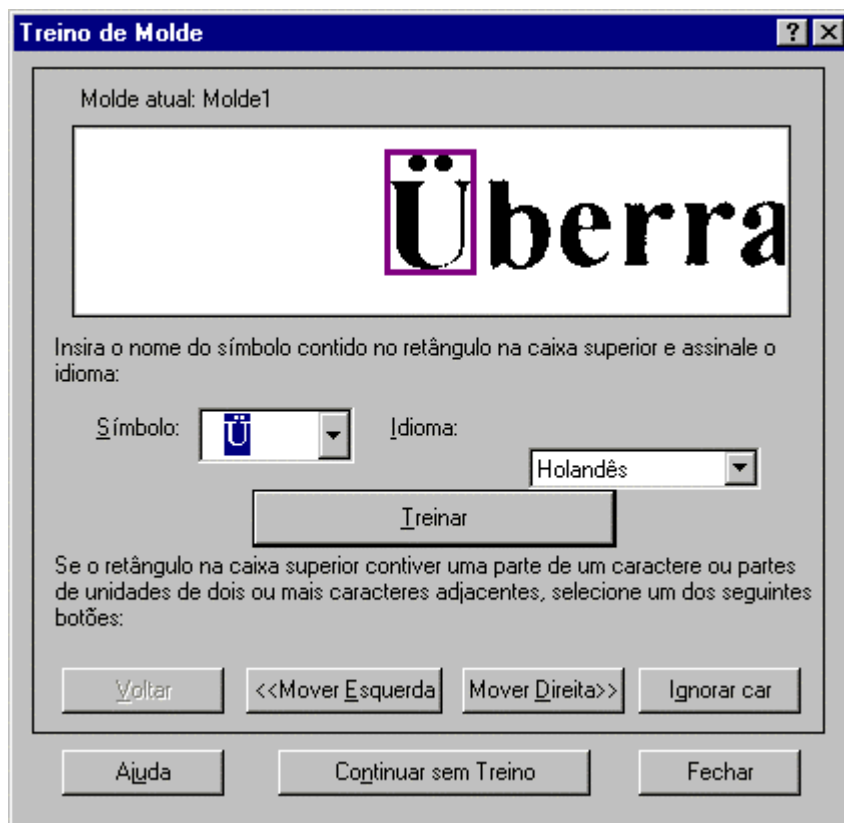 Treino de Molde
Molde atual: Molde1
Überra
Insira o nome do símbolo contido no retângulo na caixa superior e assinale o
idioma:
Símbolo: Ü Idioma: Holandês
Treinar
Se o retângulo na caixa superior contiver uma parte de um caractere ou partes
de unidades de dois ou mais caracteres adjacentes, selecione um dos seguintes
botões:
Voltar <<Mover Esquerda Mover Direita>> Ignorar car
Ajuda Continuar sem Treino Fechar